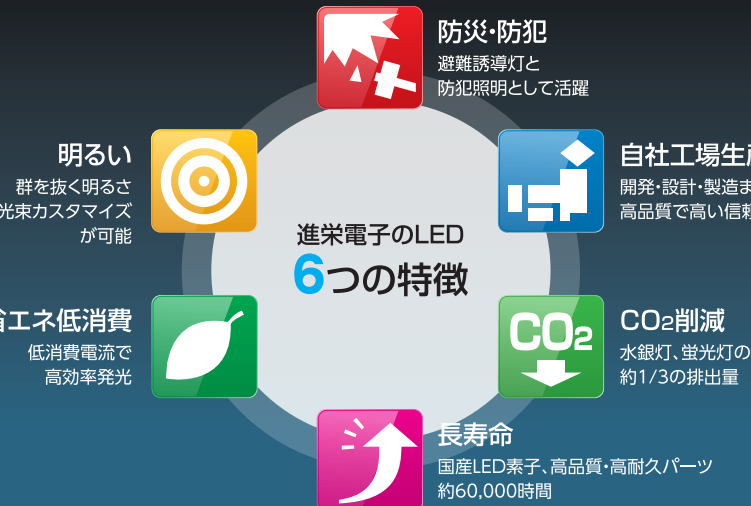 防災・防犯
避難誘導灯と
防犯照明として活躍
明るい
群を抜く明るさ
光束カスタマイズ
が可能
自社工場生
開発・設計・製造ま
高品質で高い信頼
進栄電子のLED
6つの特徴
省エネ低消費
低消費電流で
高効率発光
CO2
CO2削減
水銀灯、蛍光灯の
約1/3の排出量
長寿命
国産LED素子、高品質・高耐久パーツ
約60,000時間